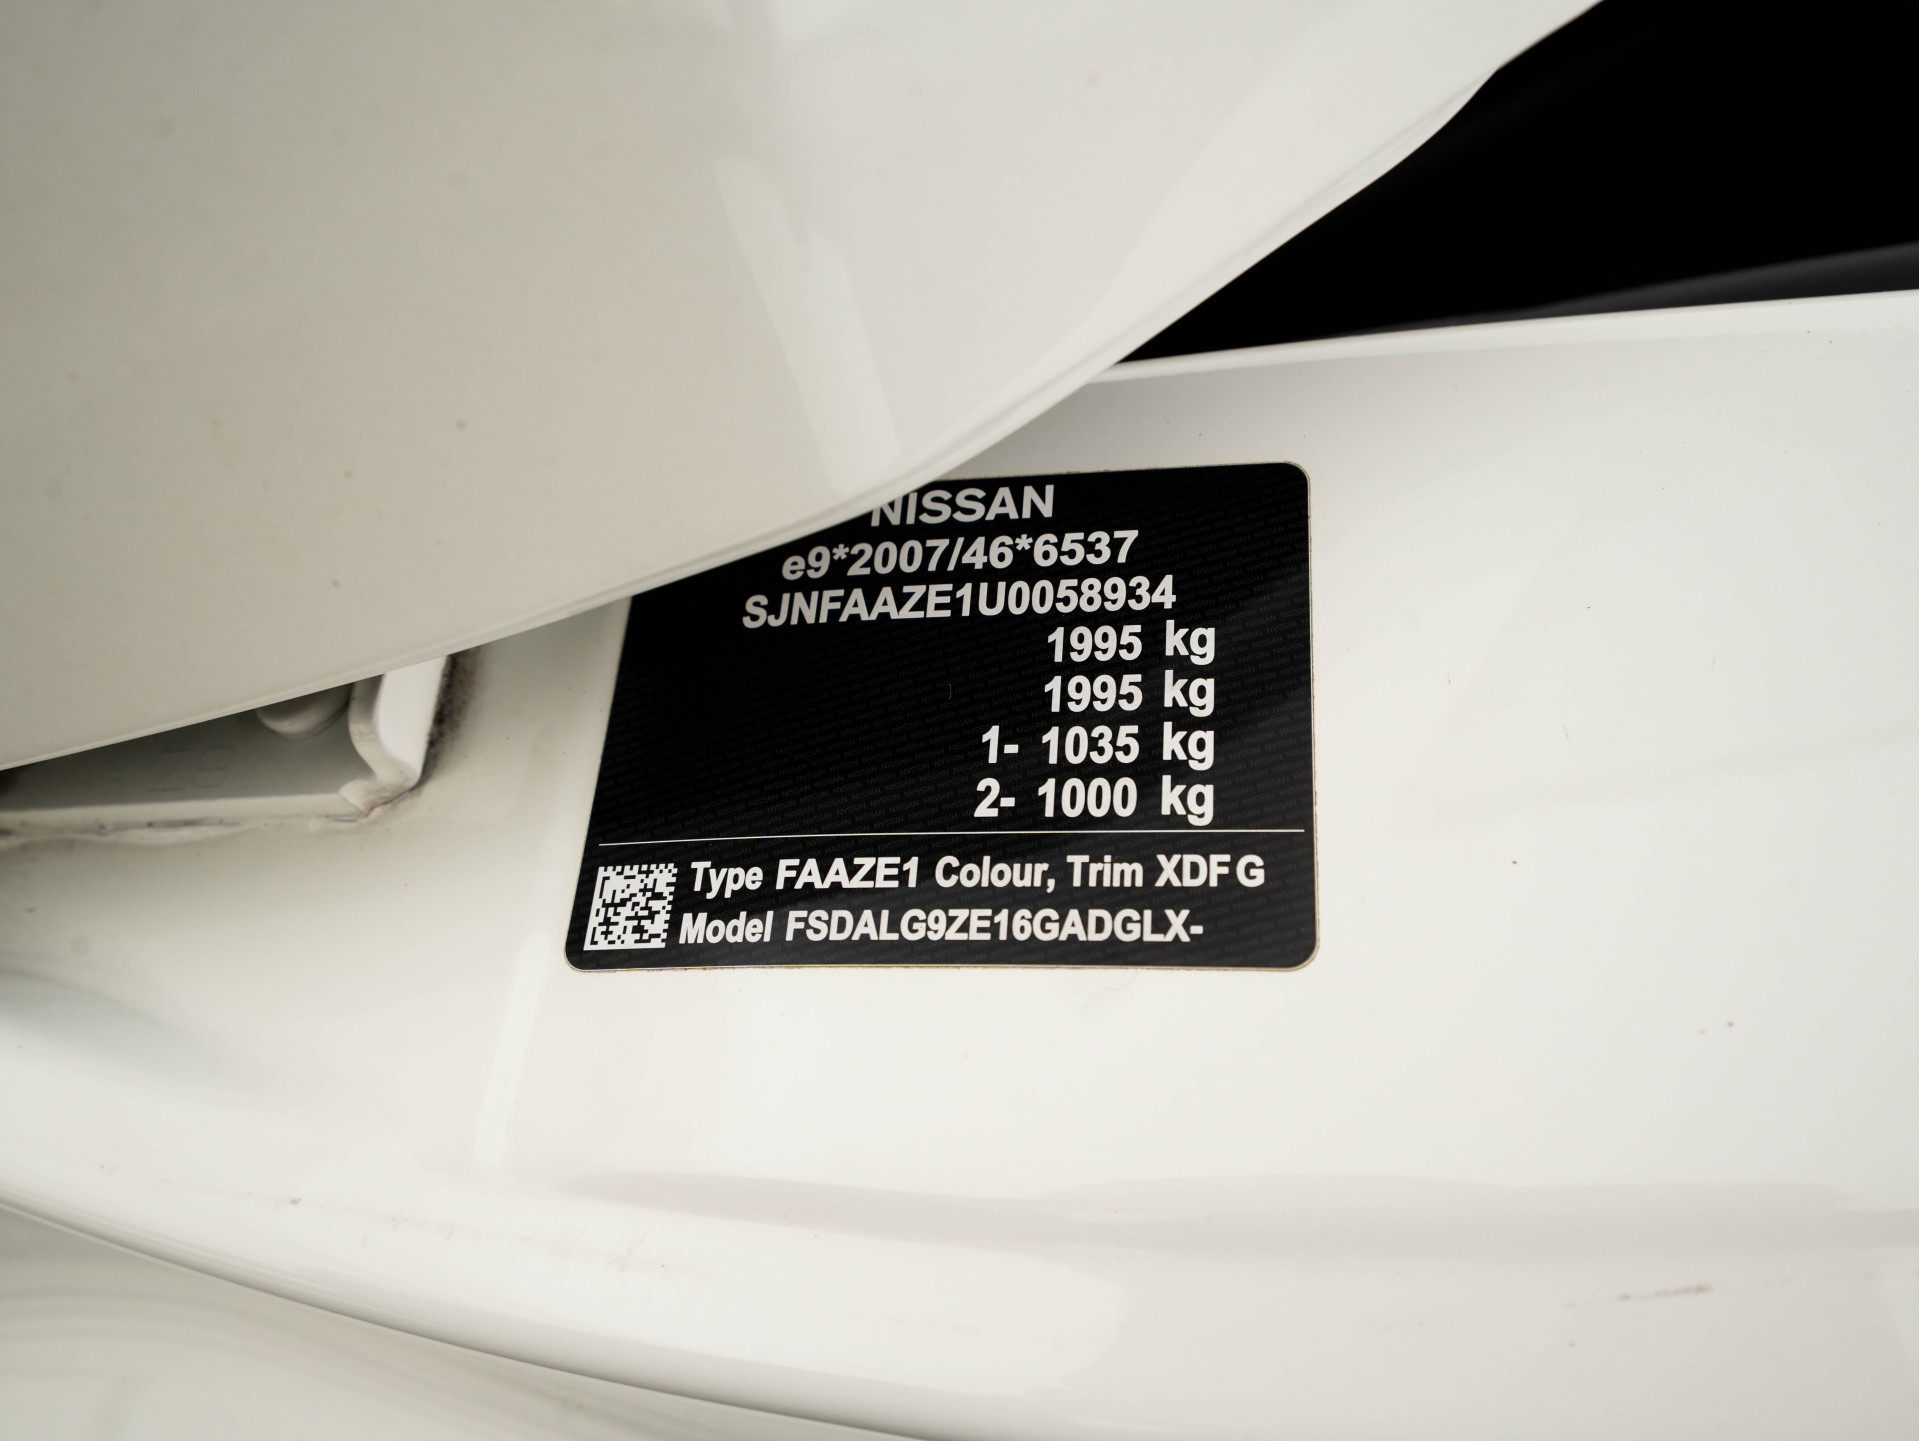 NISSAN
e9*2007/46*6537
SJNFAAZE1U0058934
1995 kg
1995 kg
1- 1035 kg
2- 1000 kg
Type FAAZE1 Colour, Trim XDF G
Model FSDALG9ZE16GADGLX-